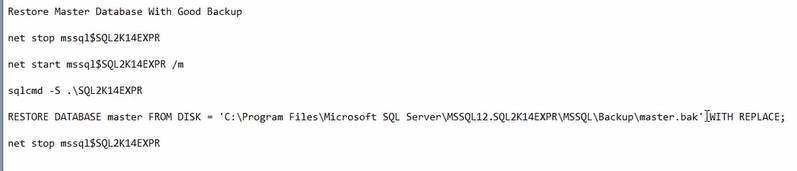 Restore Master Database With Good Backup
net stop mssql$SQL2K14EXPR
net start mssql$SQL2K14EXPR /m
sqlcmd -S .\SQL2K14EXPR
RESTORE DATABASE master FROM DISK = 'C:\Program Files\Microsoft SQL Server\MSSQL12.SQL2K14EXPR\MSSQL\Backup\master.bak' WITH REPLACE;
net stop mssql$SQL2K14EXPR